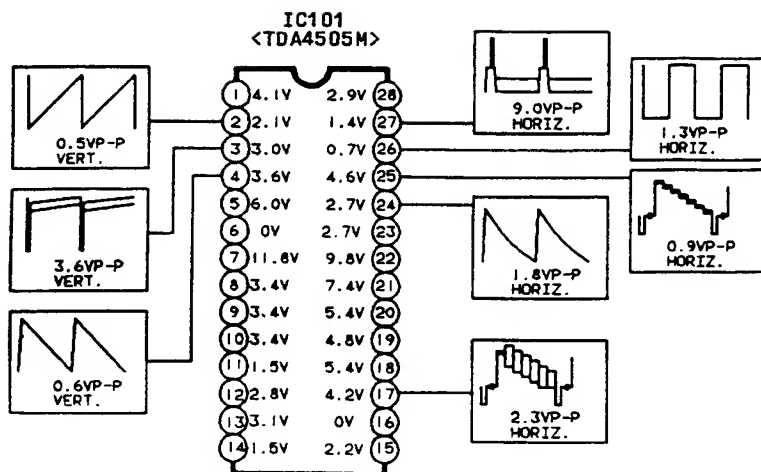 IC101
<TDA4505M>
1 4.1V 2.9V 28
2 2.1V 1.4V 27
3 3.0V 0.7V 26
4 3.6V 4.6V 25
5 6.0V 2.7V 24
6 0V 2.7V 23
7 11.8V 9.8V 22
8 3.4V 7.4V 21
9 3.4V 5.4V 20
10 3.4V 4.8V 19
11 1.5V 5.4V 18
12 2.8V 4.2V 17
13 3.1V 0V 16
14 1.5V 2.2V 15
0.5VP-P
VERT.
3.6VP-P
VERT.
0.6VP-P
VERT.
9.0VP-P
HORIZ.
1.3VP-P
HORIZ.
0.9VP-P
HORIZ.
1.8VP-P
HORIZ.
2.3VP-P
HORIZ.